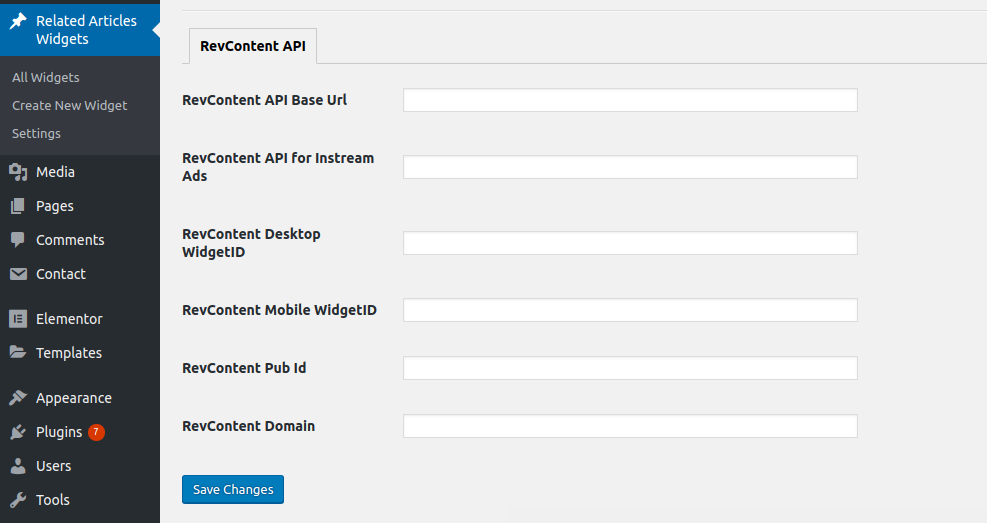 Related Articles
Widgets
All Widgets
Create New Widget
Settings
Media
Pages
Comments
Contact
Elementor
Templates
Appearance
Plugins 7
Users
Tools
RevContent API
RevContent API Base Url
RevContent API for Instream
Ads
RevContent Desktop
WidgetID
RevContent Mobile WidgetID
RevContent Pub Id
RevContent Domain
Save Changes